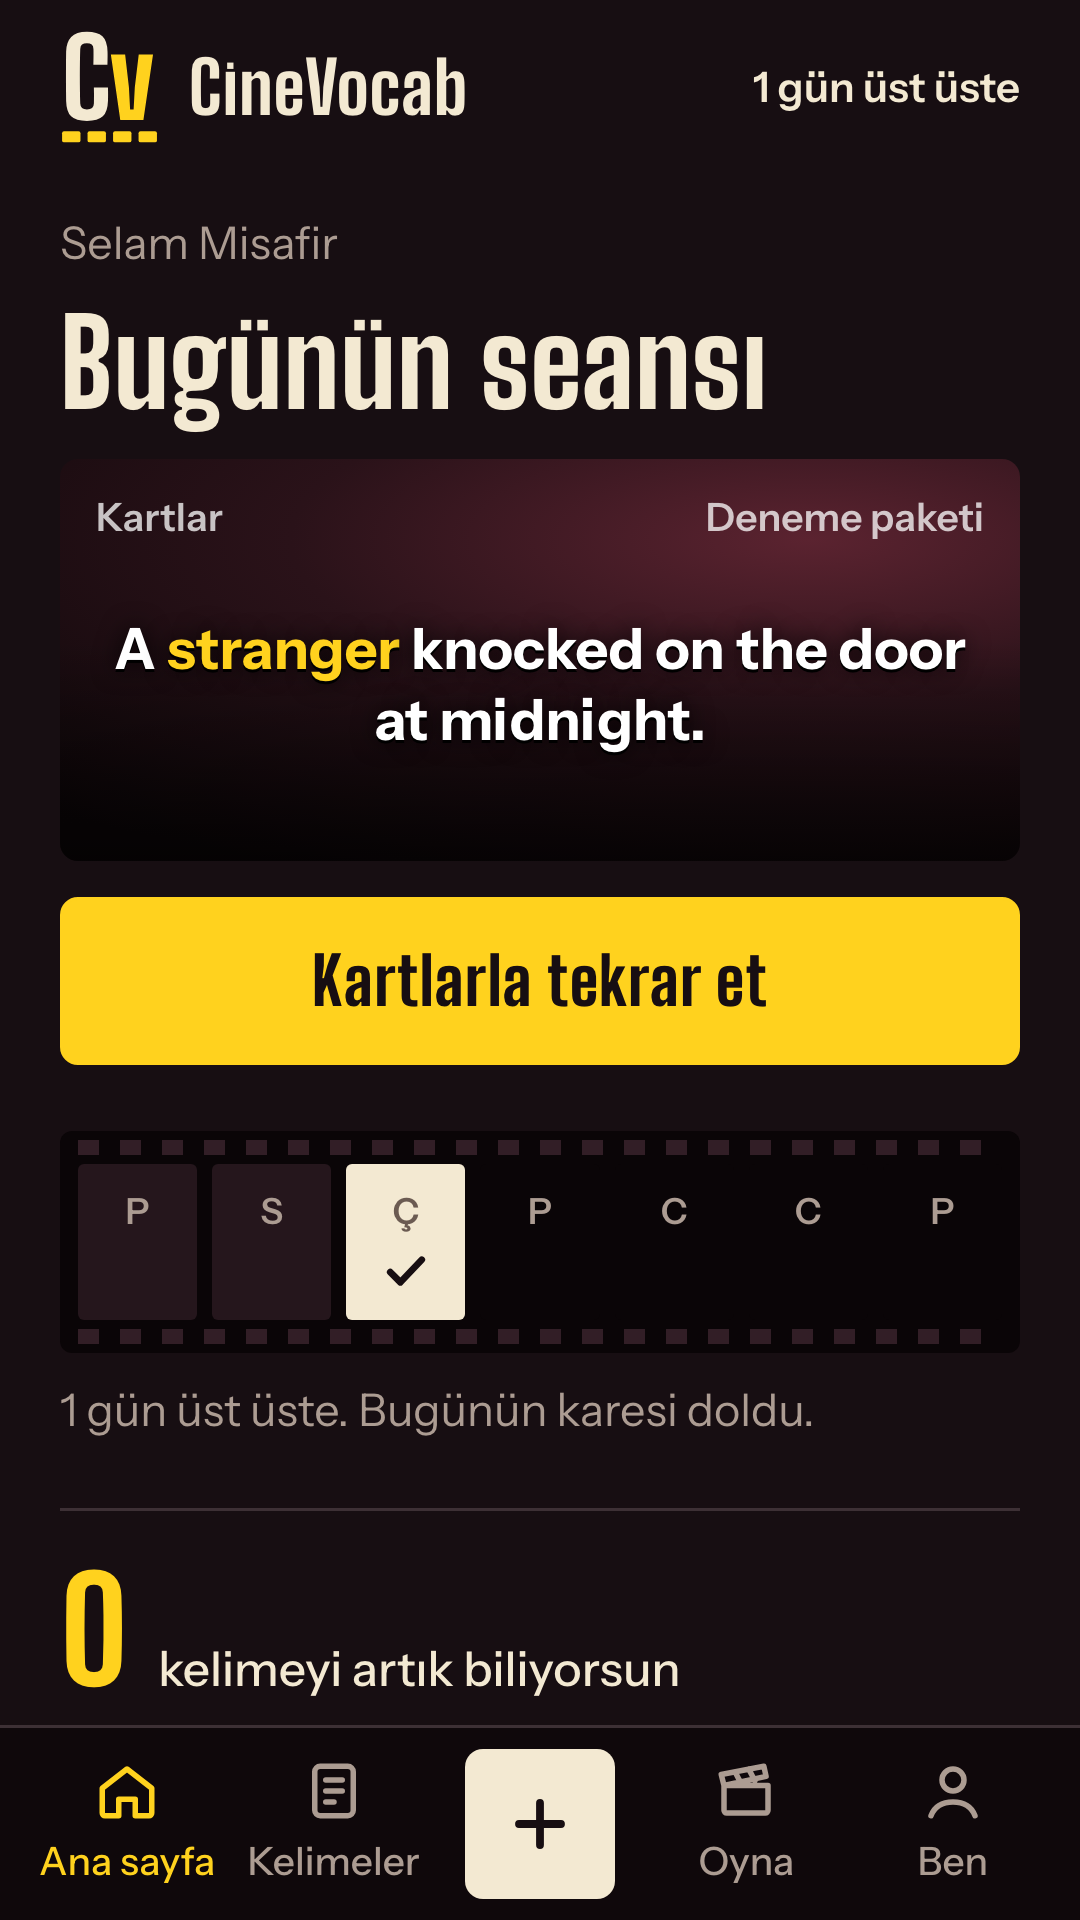 Cv CineVocab
1 gün üst üste
Selam Misafir
Bugünün seansı
Kartlar
Deneme paketi
A stranger knocked on the door
at midnight.
Kartlarla tekrar et
P S Ç P C C P
1 gün üst üste. Bugünün karesi doldu.
0 kelimeyi artık biliyorsun
Ana sayfa
Kelimeler
Oyna
Ben